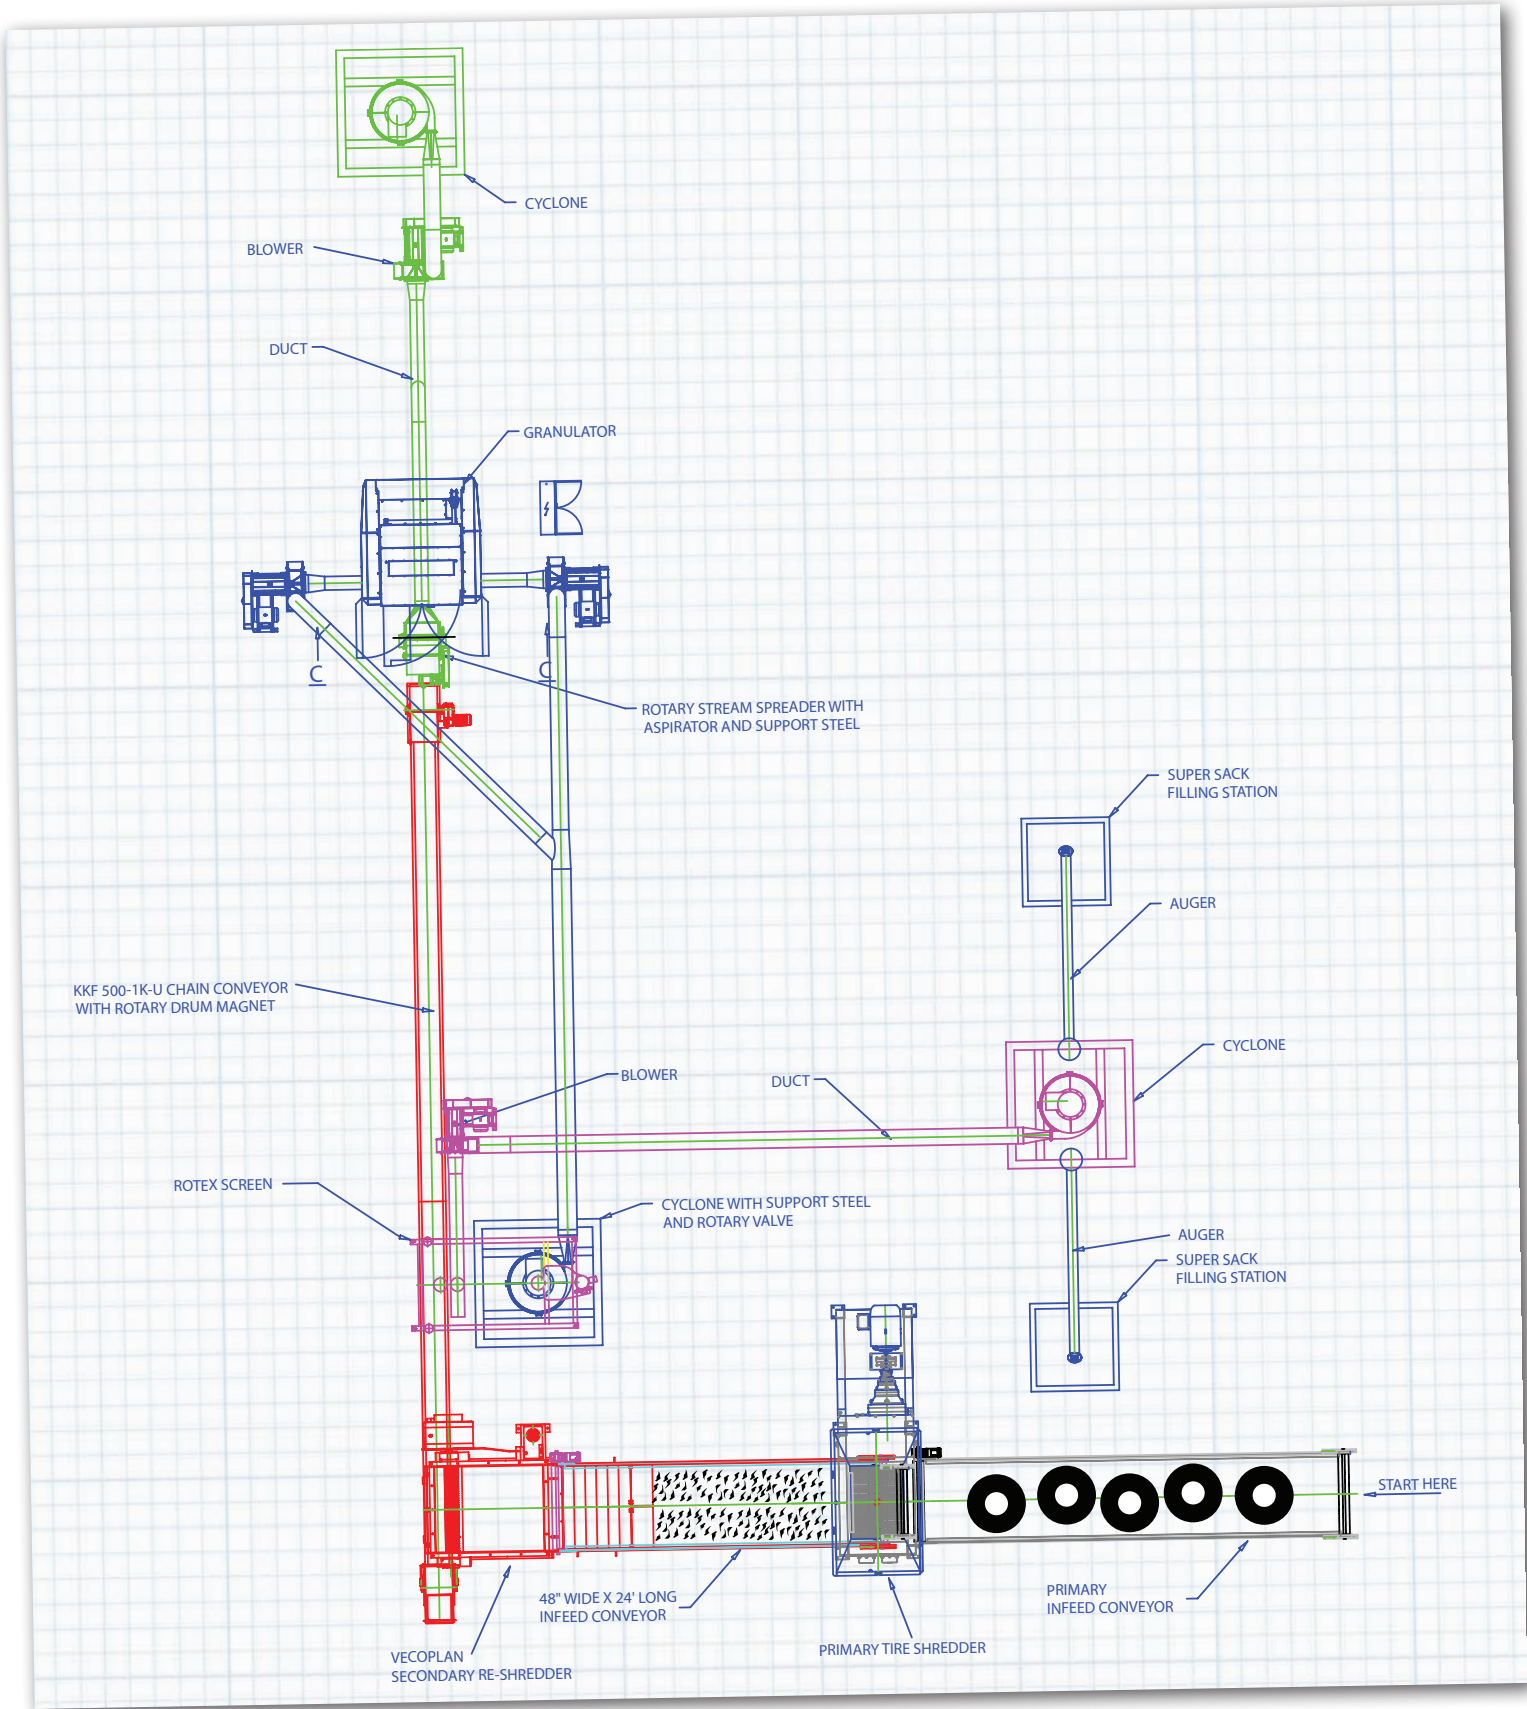 CYCLONE
BLOWER
DUCT
GRANULATOR
C
C
ROTARY STREAM SPREADER WITH
ASPIRATOR AND SUPPORT STEEL
SUPER SACK
FILLING STATION
AUGER
KKF 500-1K-U CHAIN CONVEYOR
WITH ROTARY DRUM MAGNET
CYCLONE
BLOWER
DUCT
ROTEX SCREEN
CYCLONE WITH SUPPORT STEEL
AND ROTARY VALVE
AUGER
SUPER SACK
FILLING STATION
START HERE
48" WIDE X 24' LONG
INFEED CONVEYOR
PRIMARY
INFEED CONVEYOR
PRIMARY TIRE SHREDDER
VECOPLAN
SECONDARY RE-SHREDDER